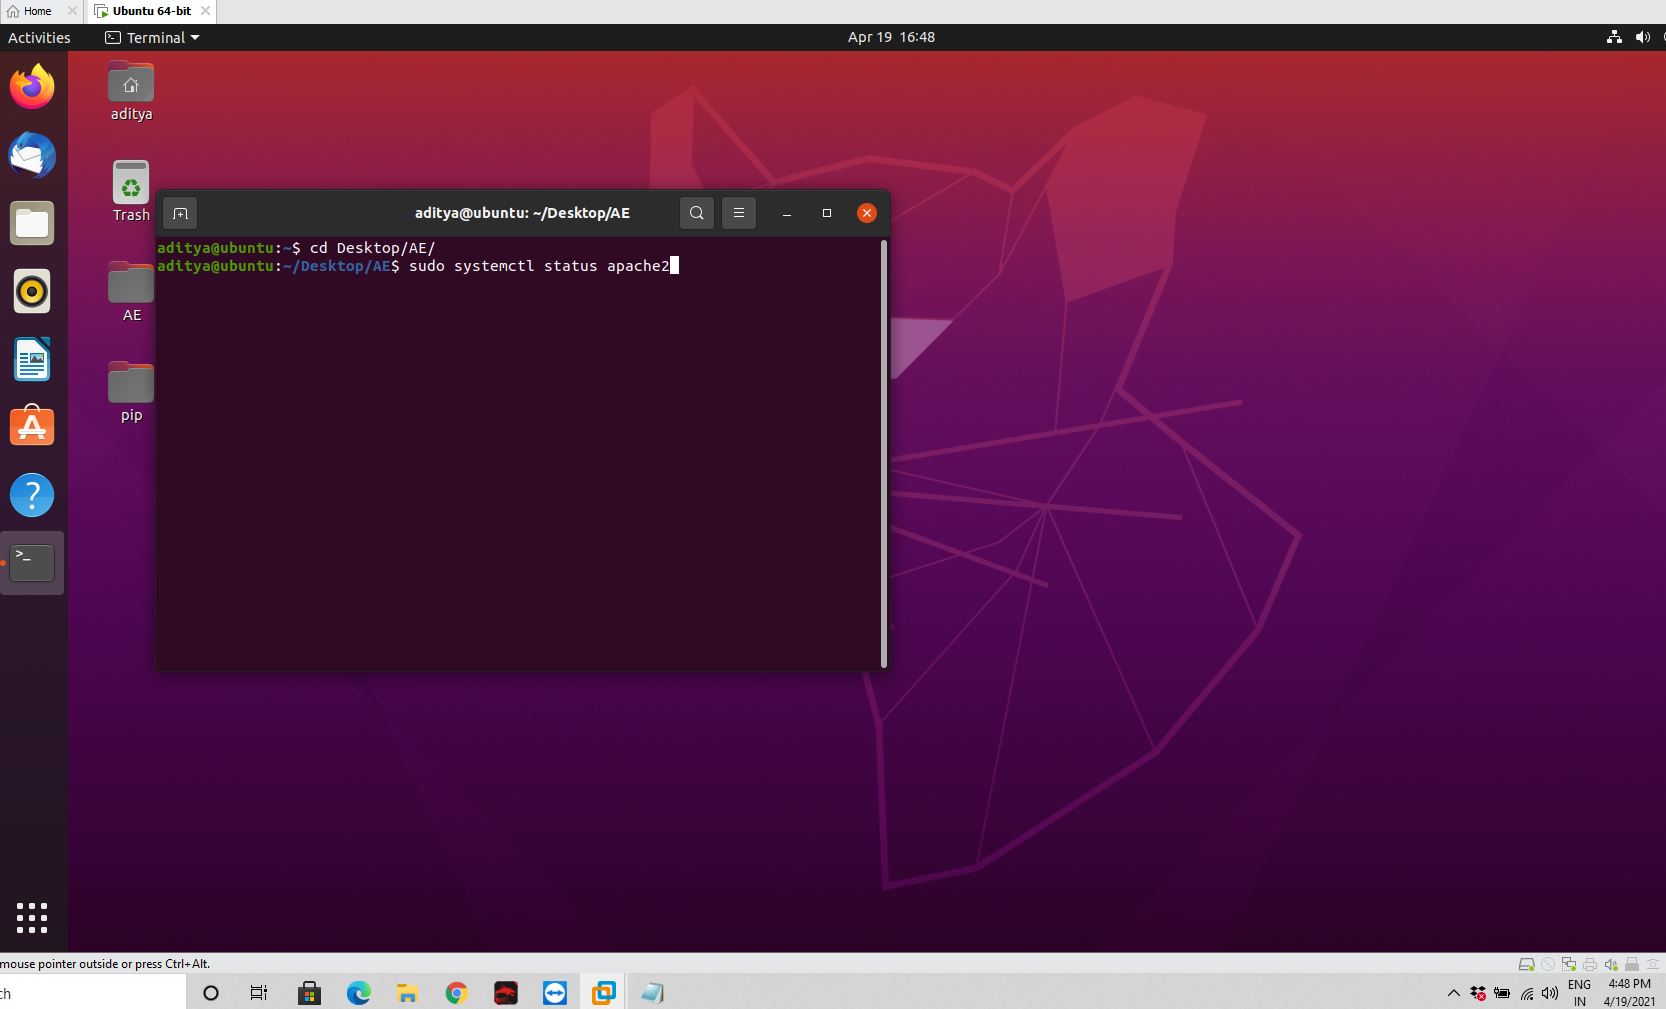 Home
Ubuntu 64-bit
Activities
Terminal
Apr 19 16:48
aditya
Trash
AE
pip
aditya@ubuntu: ~/Desktop/AE
aditya@ubuntu:~$ cd Desktop/AE/
aditya@ubuntu:~/Desktop/AE$ sudo systemctl status apache2
mouse pointer outside or press Ctrl+Alt.
ch
ENG
IN
4:48 PM
4/19/2021